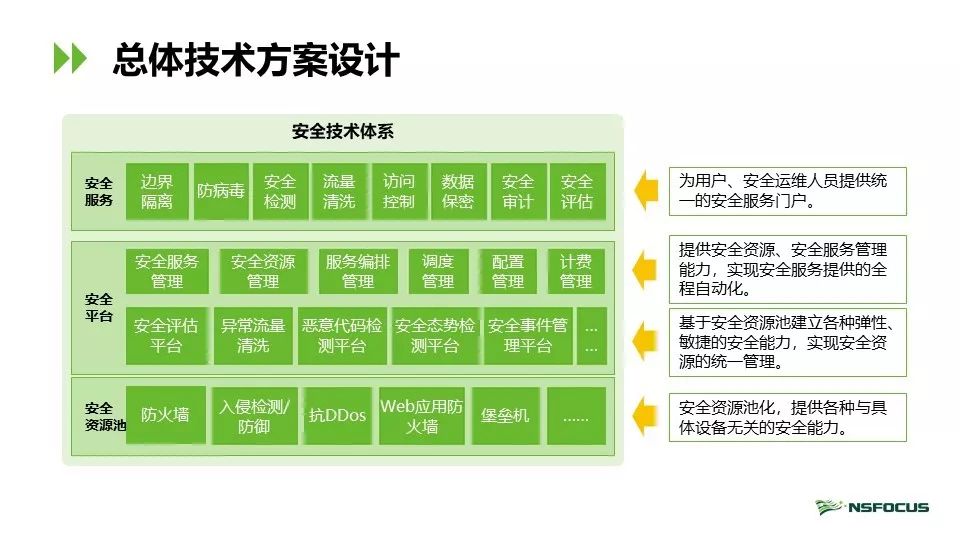 总体技术方案设计
安全技术体系
安全
服务
边界
隔离
防病毒
安全
检测
流量
清洗
访问
控制
数据
保密
安全
审计
安全
评估
为用户、安全运维人员提供统
一的安全服务门户。
安全
平台
安全服务
管理
安全资源
管理
服务编排
管理
调度
管理
配置
管理
计费
管理
提供安全资源、安全服务管理
能力，实现安全服务提供的全
程自动化。
安全评估
平台
异常流量
清洗
恶意代码检
测平台
安全态势检
测平台
安全事件管
理平台
...
...
基于安全资源池建立各种弹性、
敏捷的安全能力，实现安全资
源的统一管理。
安全
资源池
防火墙
入侵检测/
防御
抗DDos
Web应用防
火墙
堡垒机
......
安全资源池化，提供各种与具
体设备无关的安全能力。
NSFOCUS